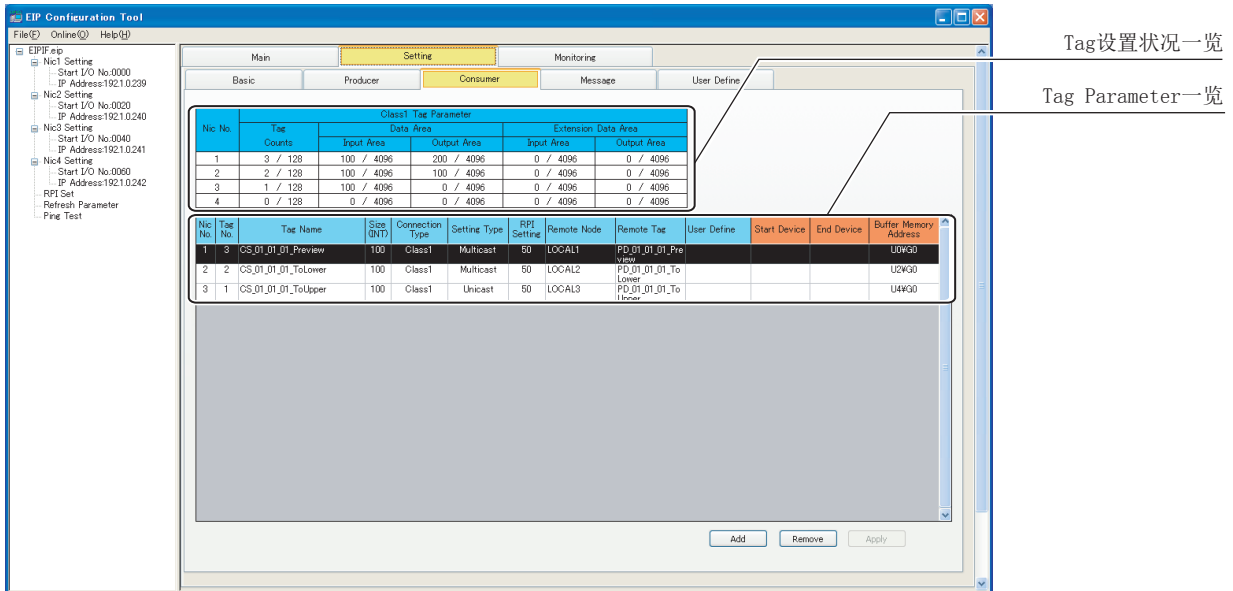 EIP Configuration Tool
File(F) Online(O) Help(H)
EIPIF.eip
Nic1 Setting
Start I/O No.:0000
IP Address:192.1.0.239
Nic2 Setting
Start I/O No.:0020
IP Address:192.1.0.240
Nic3 Setting
Start I/O No.:0040
IP Address:192.1.0.241
Nic4 Setting
Start I/O No.:0060
IP Address:192.1.0.242
RPI Set
Refresh Parameter
Ping Test
Main Setting Monitoring
Basic Producer Consumer Message User Define
Tag设置状况一览
Tag Parameter一览
Class1 Tag Parameter
Nic No. Tag Counts Data Area Extension Data Area
Input Area Output Area Input Area Output Area
1 3 / 128 100 / 4096 200 / 4096 0 / 4096 0 / 4096
2 2 / 128 100 / 4096 100 / 4096 0 / 4096 0 / 4096
3 1 / 128 100 / 4096 0 / 4096 0 / 4096 0 / 4096
4 0 / 128 0 / 4096 0 / 4096 0 / 4096 0 / 4096
Nic No. Tag No. Tag Name Size (INT) Connection Type Setting Type RPI Setting Remote Node Remote Tag User Define Start Device End Device Buffer Memory Address
1 3 CS_01_01_01_Preview 100 Class1 Multicast 50 LOCAL1 PD_01_01_01_Preview U0¥G0
2 2 CS_01_01_01_ToLower 100 Class1 Multicast 50 LOCAL2 PD_01_01_01_ToLower U2¥G0
3 1 CS_01_01_01_ToUpper 100 Class1 Unicast 50 LOCAL3 PD_01_01_01_ToUpper U4¥G0
Add Remove Apply